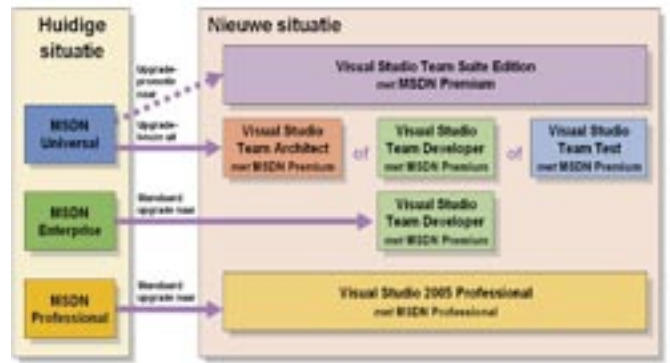 Huidige
situatie
Nieuwe situatie
Upgrade-
promotie
naar
Visual Studio Team Suite Edition
met MSDN Premium
MSDN
Universal
Upgrade-
keuze uit
Visual Studio
Team Architect
met MSDN Premium
of
Visual Studio
Team Developer
met MSDN Premium
of
Visual Studio
Team Test
met MSDN Premium
MSDN
Enterprise
Standaard
upgrade naar
Visual Studio
Team Developer
met MSDN Premium
MSDN
Professional
Standaard
upgrade naar
Visual Studio 2005 Professional
met MSDN Professional